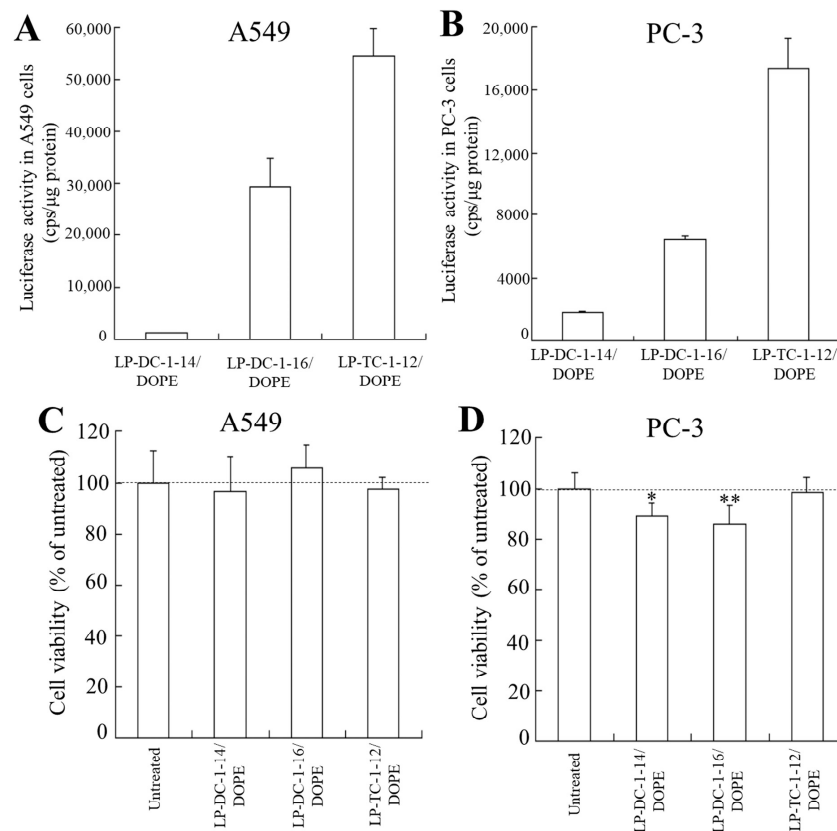 A
A549
Luciferase activity in A549 cells
(cps/µg protein)
60,000
50,000
40,000
30,000
20,000
10,000
0
LP-DC-1-14/
DOPE
LP-DC-1-16/
DOPE
LP-TC-1-12/
DOPE
B
PC-3
Luciferase activity in PC-3 cells
(cps/µg protein)
20,000
16,000
12,000
8000
4000
0
LP-DC-1-14/
DOPE
LP-DC-1-16/
DOPE
LP-TC-1-12/
DOPE
C
A549
Cell viability (% of untreated)
120
100
80
60
40
20
0
Untreated
LP-DC-1-14/
DOPE
LP-DC-1-16/
DOPE
LP-TC-1-12/
DOPE
D
PC-3
Cell viability (% of untreated)
120
100
80
60
40
20
0
*
**
Untreated
LP-DC-1-14/
DOPE
LP-DC-1-16/
DOPE
LP-TC-1-12/
DOPE